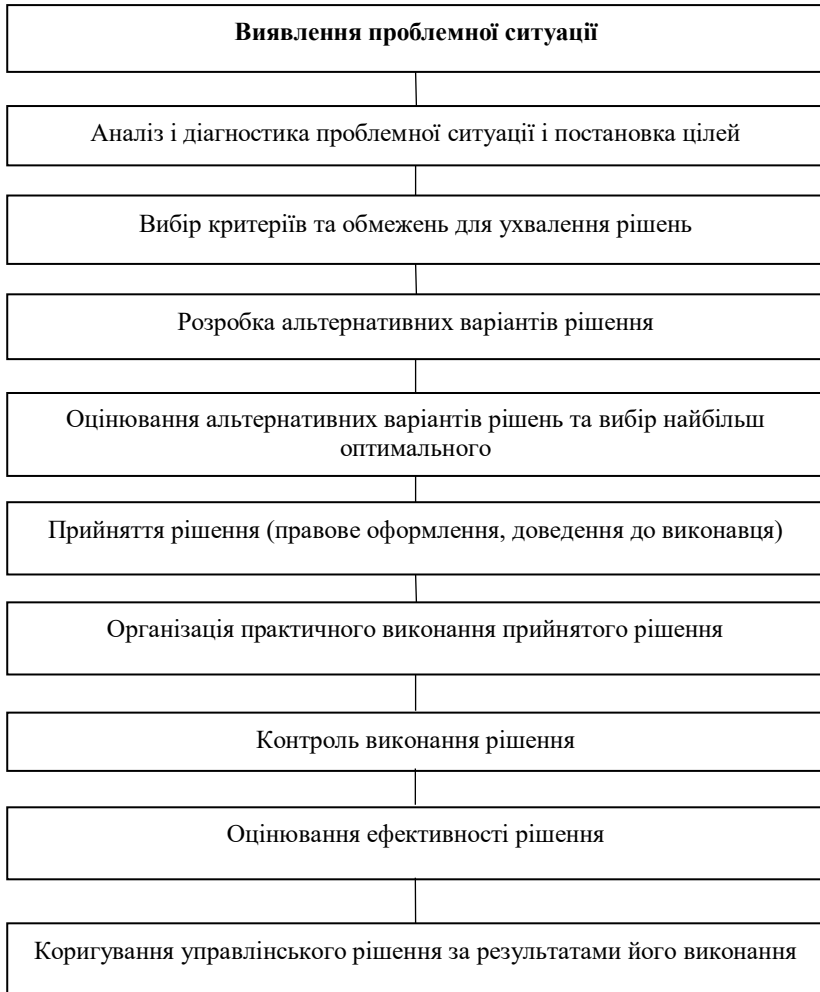 Виявлення проблемної ситуації
Аналіз і діагностика проблемної ситуації і постановка цілей
Вибір критеріїв та обмежень для ухвалення рішень
Розробка альтернативних варіантів рішення
Оцінювання альтернативних варіантів рішень та вибір найбільш
оптимального
Прийняття рішення (правове оформлення, доведення до виконавця)
Організація практичного виконання прийнятого рішення
Контроль виконання рішення
Оцінювання ефективності рішення
Коригування управлінського рішення за результатами його виконання